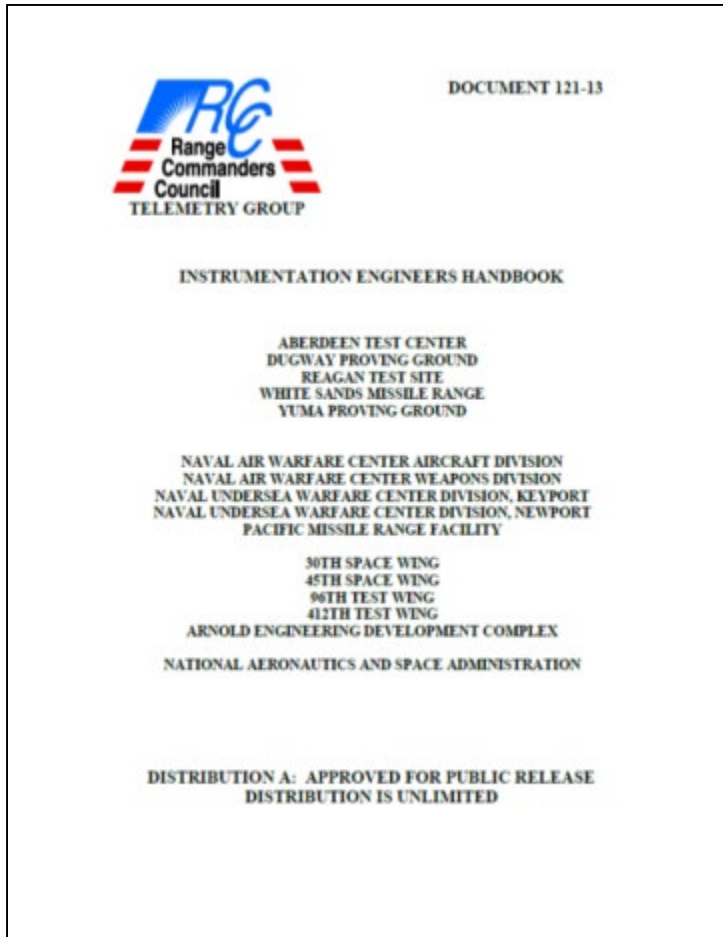 DOCUMENT 121-13
RCC
Range
Commanders
Council
TELEMETRY GROUP
INSTRUMENTATION ENGINEERS HANDBOOK
ABERDEEN TEST CENTER
DUGWAY PROVING GROUND
REAGAN TEST SITE
WHITE SANDS MISSILE RANGE
YUMA PROVING GROUND
NAVAL AIR WARFARE CENTER AIRCRAFT DIVISION
NAVAL AIR WARFARE CENTER WEAPONS DIVISION
NAVAL UNDERSEA WARFARE CENTER DIVISION, KEYPORT
NAVAL UNDERSEA WARFARE CENTER DIVISION, NEWPORT
PACIFIC MISSILE RANGE FACILITY
30TH SPACE WING
45TH SPACE WING
96TH TEST WING
412TH TEST WING
ARNOLD ENGINEERING DEVELOPMENT COMPLEX
NATIONAL AERONAUTICS AND SPACE ADMINISTRATION
DISTRIBUTION A: APPROVED FOR PUBLIC RELEASE
DISTRIBUTION IS UNLIMITED